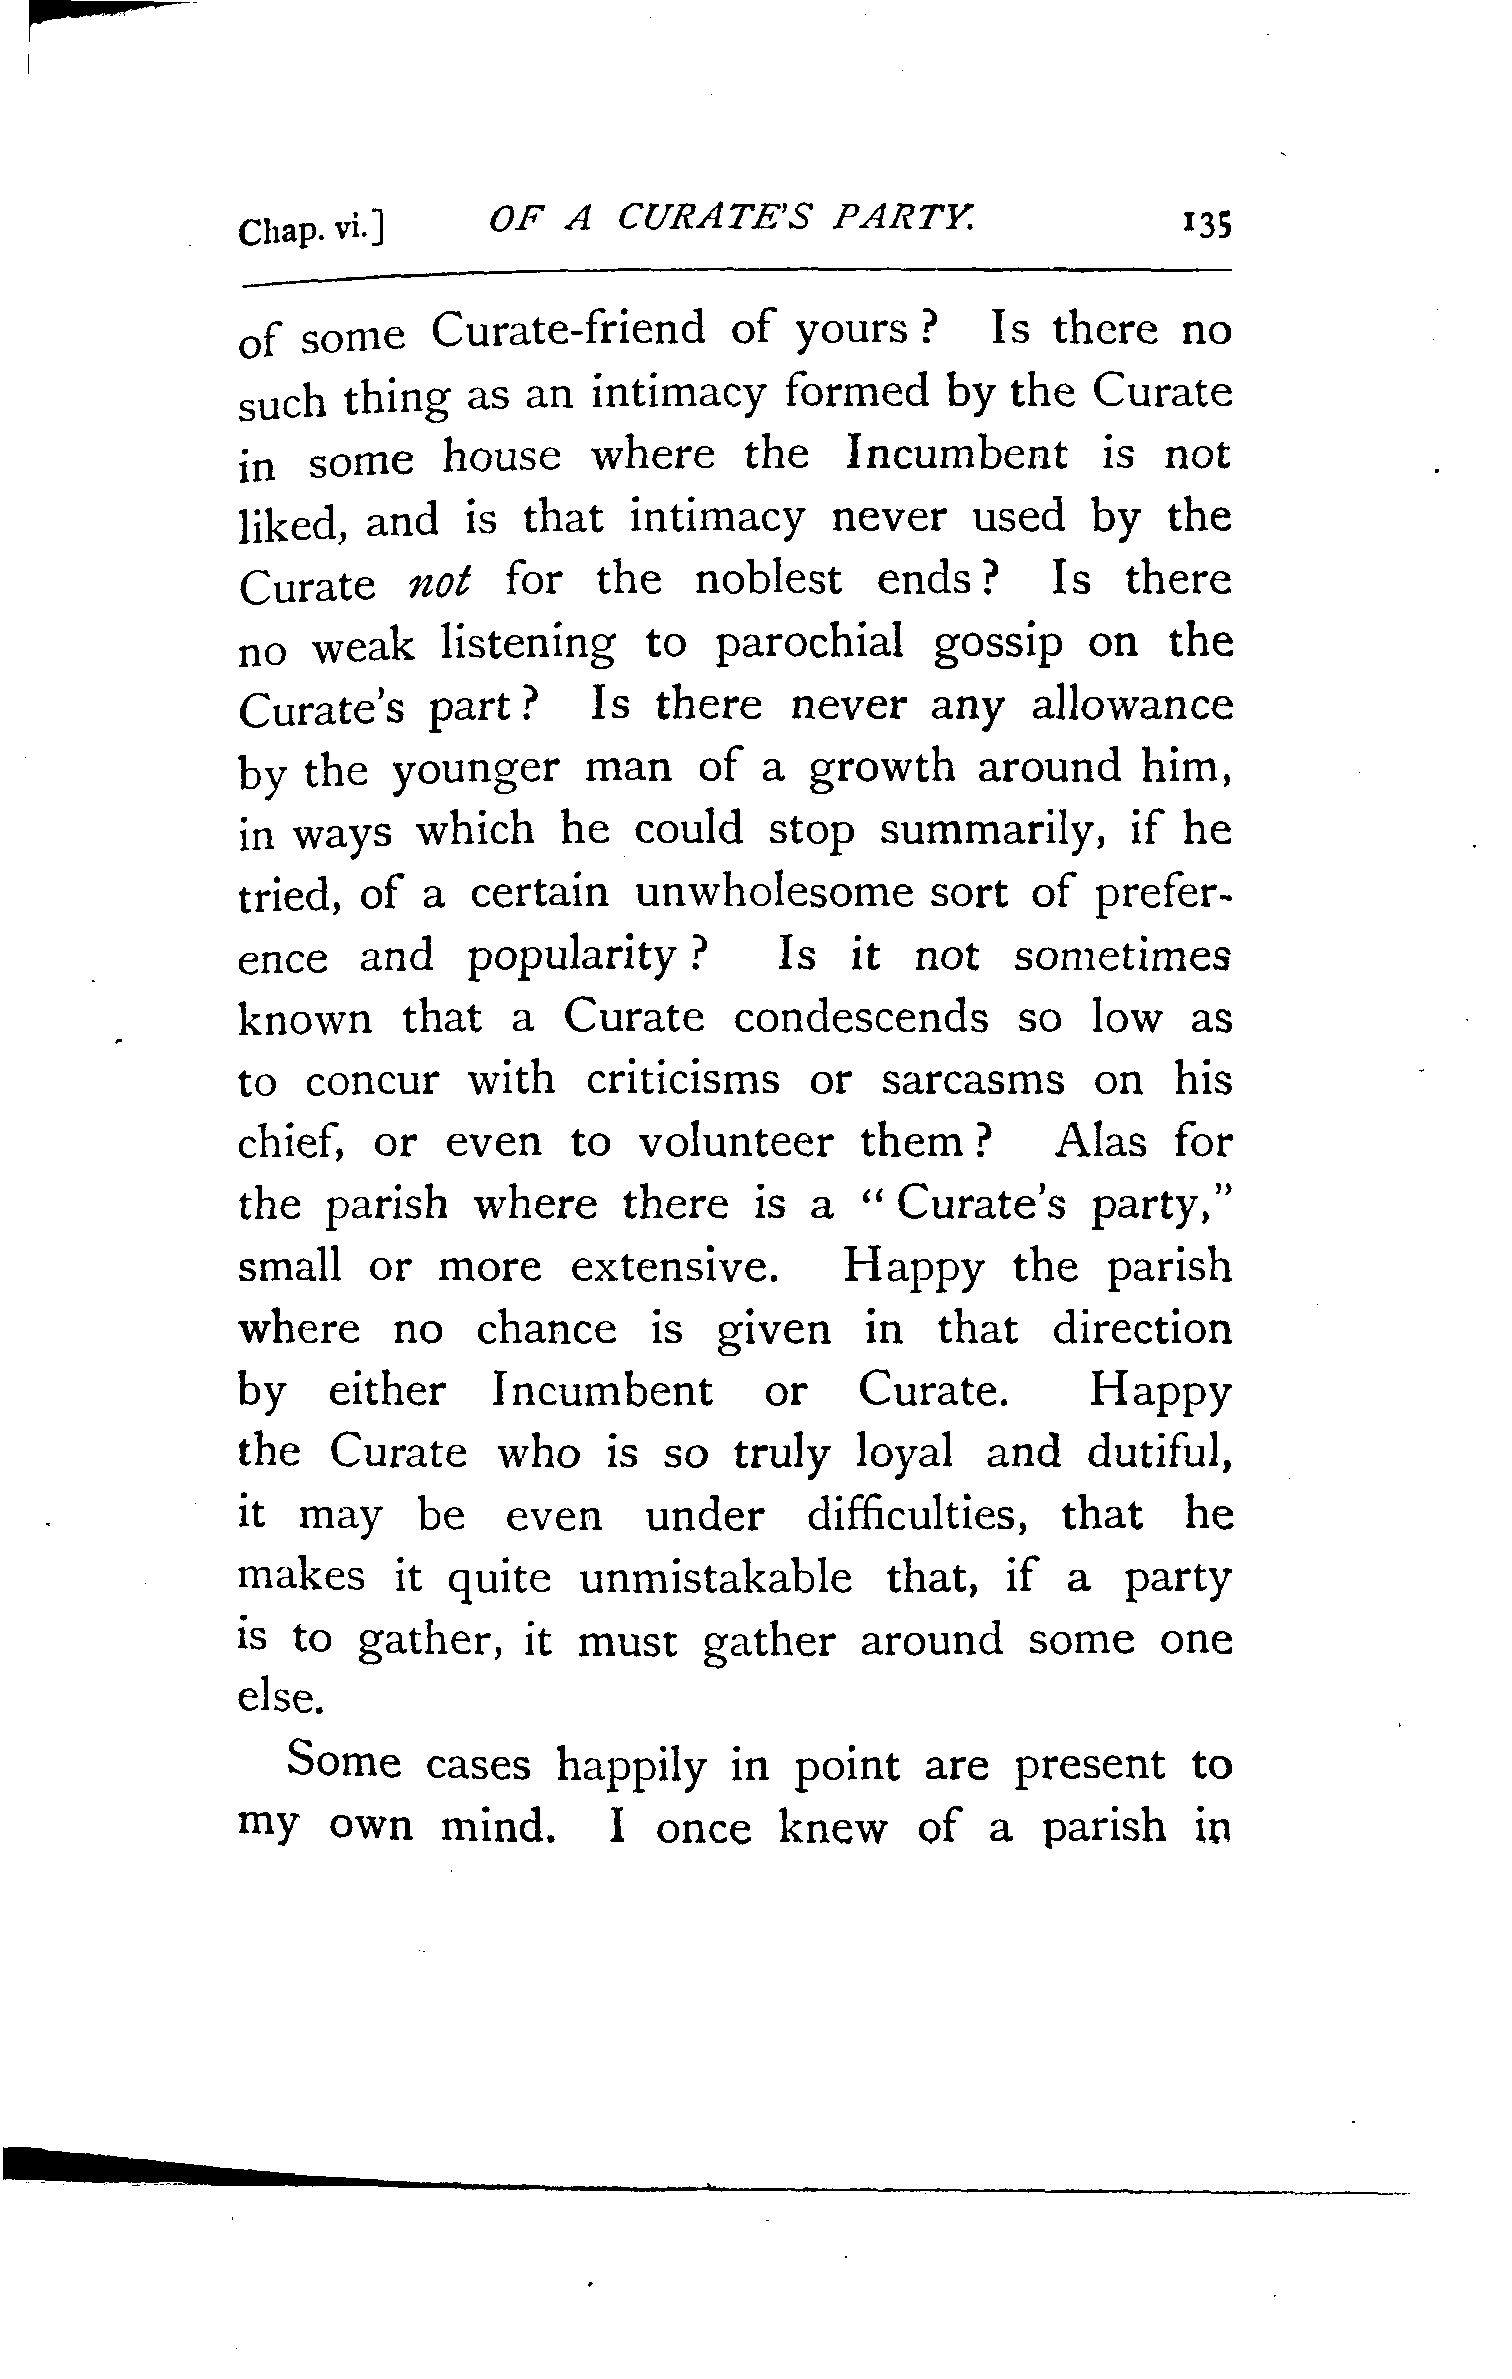 Chap. vi.] OF A CURATE'S PARTY. 135
of some Curate-friend of yours? Is there no
such thing as an intimacy formed by the Curate
in some house where the Incumbent is not
liked, and is that intimacy never used by the
Curate not for the noblest ends? Is there
no weak listening to parochial gossip on the
Curate's part? Is there never any allowance
by the younger man of a growth around him,
in ways which he could stop summarily, if he
tried, of a certain unwholesome sort of prefer-
ence and popularity? Is it not sometimes
known that a Curate condescends so low as
to concur with criticisms or sarcasms on his
chief, or even to volunteer them? Alas for
the parish where there is a "Curate's party,"
small or more extensive. Happy the parish
where no chance is given in that direction
by either Incumbent or Curate. Happy
the Curate who is so truly loyal and dutiful,
it may be even under difficulties, that he
makes it quite unmistakable that, if a party
is to gather, it must gather around some one
else.
Some cases happily in point are present to
my own mind. I once knew of a parish in